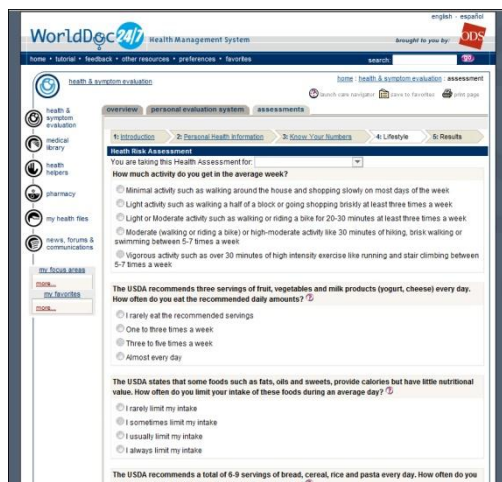 english - español
WorldDoc 24/7 Health Management System
brought to you by: ODS
home • tutorial • feedback • other resources • preferences • favorites
search:
health & symptom evaluation
home : health & symptom evaluation : assessment
launch care navigator save to favorites print page
overview personal evaluation system assessments
health &
symptom
evaluation
medical
library
health
helpers
pharmacy
my health files
news, forums &
communications
my focus areas
more...
my favorites
more...
1: Introduction 2: Personal Health Information 3: Know Your Numbers 4: Lifestyle 5: Results
Heath Risk Assessment
You are taking this Health Assessment for:
How much activity do you get in the average week?
Minimal activity such as walking around the house and shopping slowly on most days of the week
Light activity such as walking a half of a block or going shopping briskly at least three times a week
Light or Moderate activity such as walking or riding a bike for 20-30 minutes at least three times a week
Moderate (walking or riding a bike) or high-moderate activity like 30 minutes of hiking, brisk walking or
swimming between 5-7 times a week
Vigorous activity such as over 30 minutes of high intensity exercise like running and stair climbing between
5-7 times a week
The USDA recommends three servings of fruit, vegetables and milk products (yogurt, cheese) every day.
How often do you eat the recommended daily amounts?
I rarely eat the recommended servings
One to three times a week
Three to five times a week
Almost every day
The USDA states that some foods such as fats, oils and sweets, provide calories but have little nutritional
value. How often do you limit your intake of these foods during an average day?
I rarely limit my intake
I sometimes limit my intake
I usually limit my intake
I always limit my intake
The USDA recommends a total of 6-9 servings of bread, cereal, rice and pasta every day. How often do you